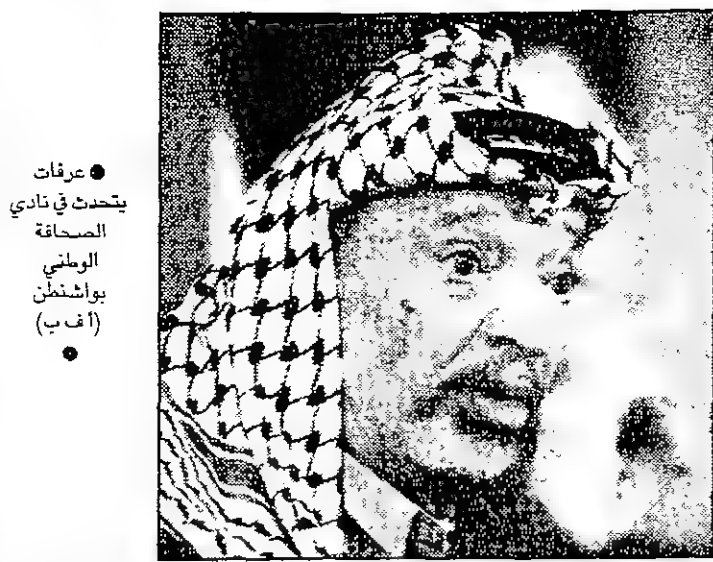 ● عرفات
يتحدث في نادي
الصحافة
الوطني
بواشنطن
(أ ف ب)
●